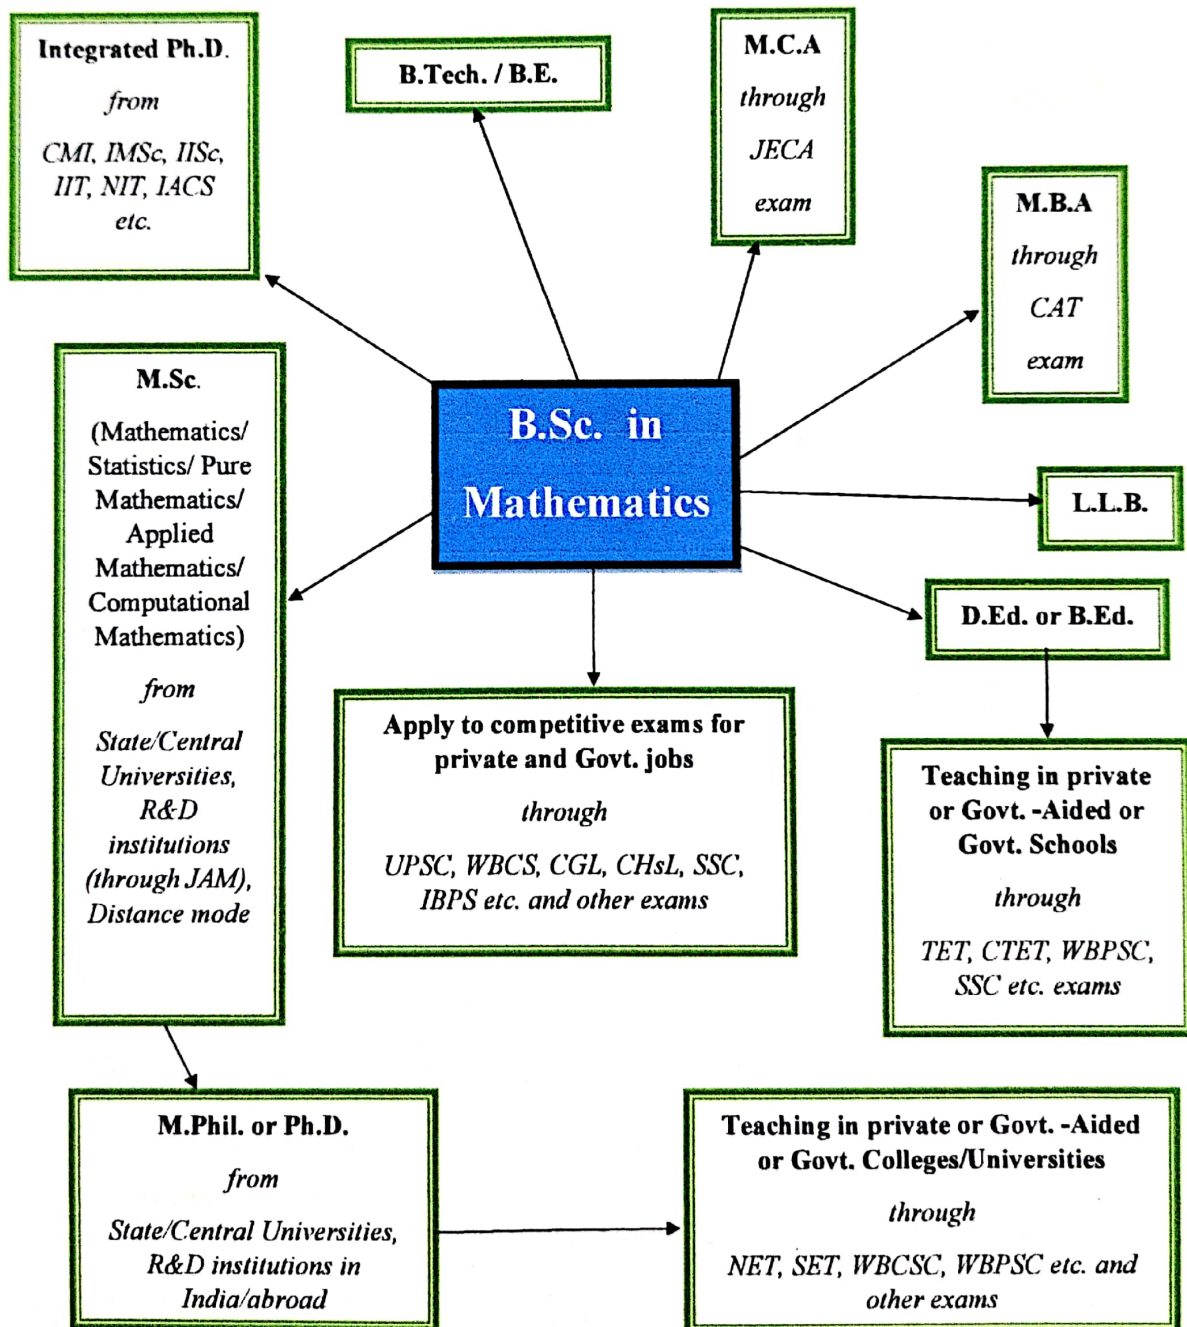 Integrated Ph.D.
from
CMI, IMSc, IISc,
IIT, NIT, IACS
etc.
B.Tech. / B.E.
M.C.A
through
JECA
exam
M.B.A
through
CAT
exam
B.Sc. in
Mathematics
M.Sc.
(Mathematics/
Statistics/ Pure
Mathematics/
Applied
Mathematics/
Computational
Mathematics)
from
State/Central
Universities,
R&D
institutions
(through JAM),
Distance mode
L.L.B.
D.Ed. or B.Ed.
Apply to competitive exams for
private and Govt. jobs
through
UPSC, WBCS, CGL, CHsL, SSC,
IBPS etc. and other exams
Teaching in private
or Govt. -Aided or
Govt. Schools
through
TET, CTET, WBPSC,
SSC etc. exams
M.Phil. or Ph.D.
from
State/Central Universities,
R&D institutions in
India/abroad
Teaching in private or Govt. -Aided
or Govt. Colleges/Universities
through
NET, SET, WBCSC, WBPSC etc. and
other exams